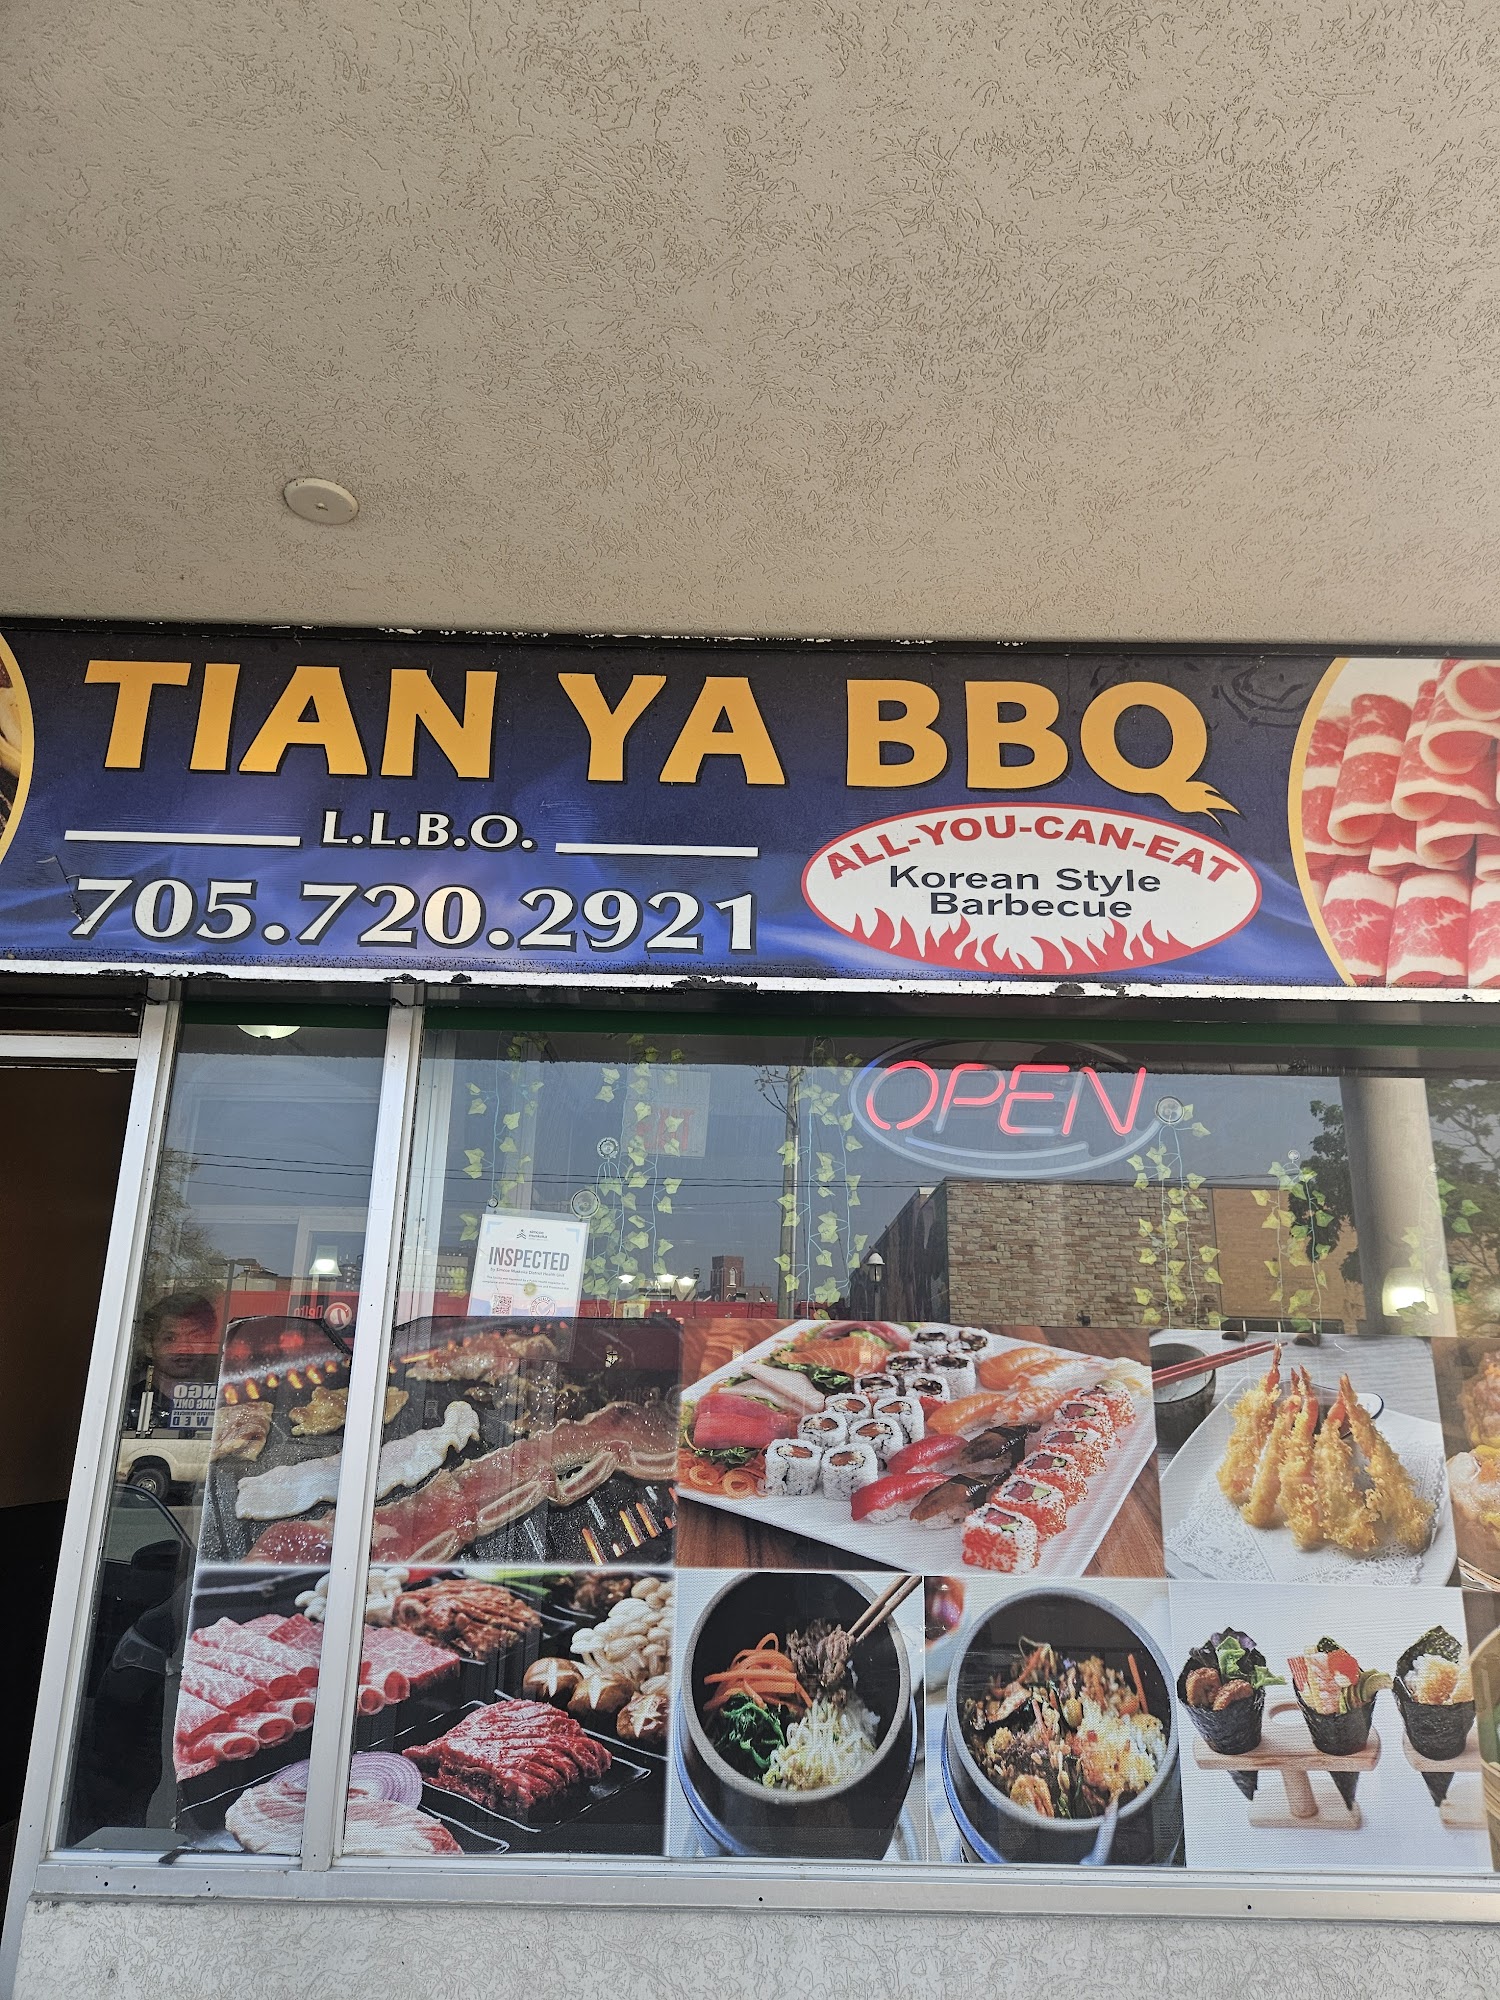 TIAN YA BBQ
L.L.B.O.
705.720.2921
ALL-YOU-CAN-EAT
Korean Style
Barbecue
OPEN
INSPECTED